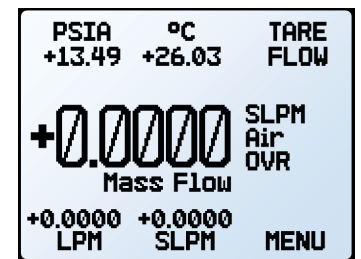 PSIA ºC TARE
+13.49 +26.03 FLOW
+0.0000 SLPM
Air
OVR
Mass Flow
+0.0000 +0.0000
LPM SLPM MENU